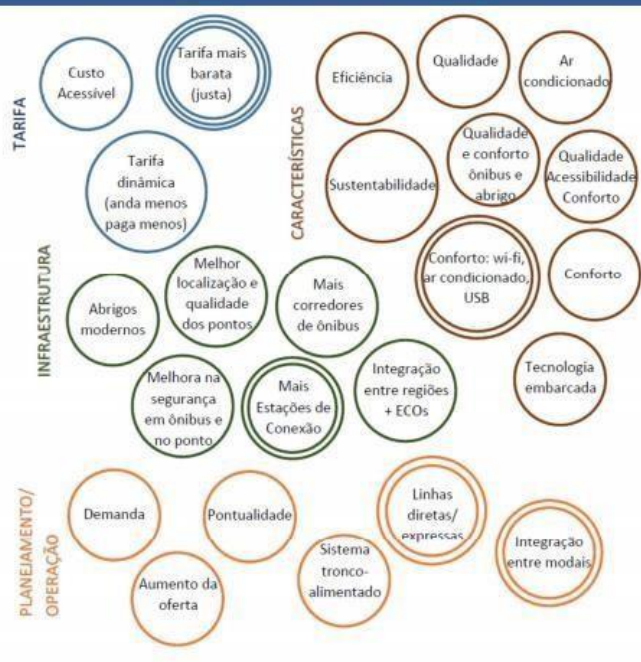 TARIFA
Custo
Acessível
Tarifa mais
barata
(justa)
Tarifa
dinâmica
(anda menos
paga menos)
CARACTERÍSTICAS
Eficiência
Qualidade
Ar
condicionado
Sustentabilidade
Qualidade
e conforto
ônibus e
abrigo
Qualidade
Acessibilidade
Conforto
Conforto: wi-fi,
ar condicionado,
USB
Conforto
Tecnologia
embarcada
INFRAESTRUTURA
Abrigos
modernos
Melhor
localização e
qualidade
dos pontos
Mais
corredores
de ônibus
Melhora na
segurança
em ônibus e
no ponto
Mais
Estações de
Conexão
Integração
entre regiões
+ ECOs
PLANEJAMENTO/
OPERAÇÃO
Demanda
Pontualidade
Linhas
diretas/
expressas
Aumento da
oferta
Sistema
tronco-
alimentado
Integração
entre modais